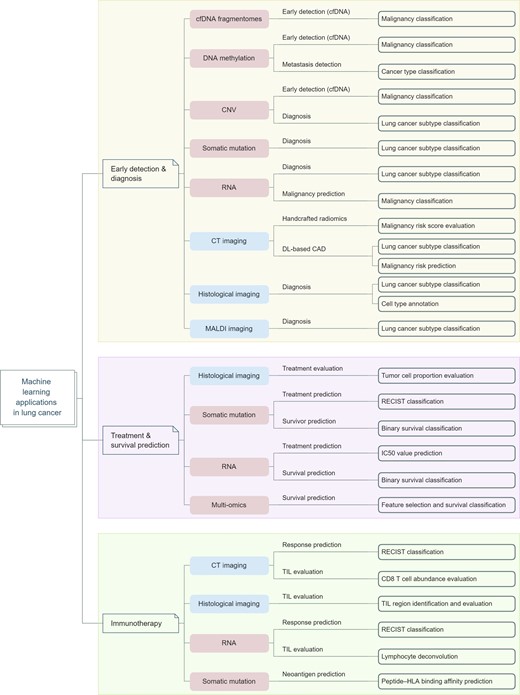 Machine
learning
applications
in lung cancer
Early detection &
diagnosis
cfDNA fragmentomes
Early detection (cfDNA)
Malignancy classification
DNA methylation
Early detection (cfDNA)
Malignancy classification
Metastasis detection
Cancer type classification
CNV
Early detection (cfDNA)
Malignancy classification
Diagnosis
Lung cancer subtype classification
Somatic mutation
Diagnosis
Lung cancer subtype classification
RNA
Diagnosis
Lung cancer subtype classification
Malignancy prediction
Malignancy classification
CT imaging
Handcrafted radiomics
Malignancy risk score evaluation
DL-based CAD
Lung cancer subtype classification
Malignancy risk prediction
Histological imaging
Diagnosis
Lung cancer subtype classification
Cell type annotation
MALDI imaging
Diagnosis
Lung cancer subtype classification
Treatment &
survival prediction
Histological imaging
Treatment evaluation
Tumor cell proportion evaluation
Somatic mutation
Treatment prediction
RECIST classification
Survivor prediction
Binary survival classification
RNA
Treatment prediction
IC50 value prediction
Survival prediction
Binary survival classification
Multi-omics
Survival prediction
Feature selection and survival classification
Immunotherapy
CT imaging
Response prediction
RECIST classification
TIL evaluation
CD8 T cell abundance evaluation
Histological imaging
TIL evaluation
TIL region identification and evaluation
RNA
Response prediction
RECIST classification
TIL evaluation
Lymphocyte deconvolution
Somatic mutation
Neoantigen prediction
Peptide–HLA binding affinity prediction